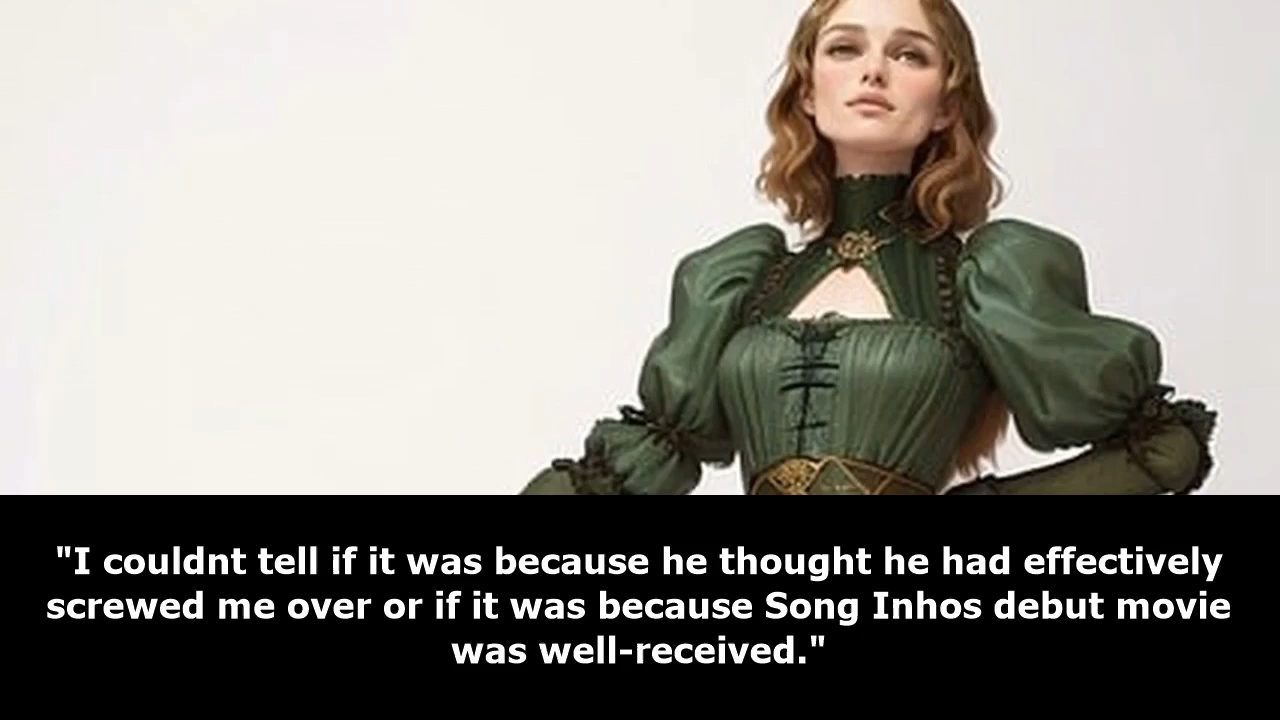 "I couldnt tell if it was because he thought he had effectively
screwed me over or if it was because Song Inhos debut movie
was well-received."